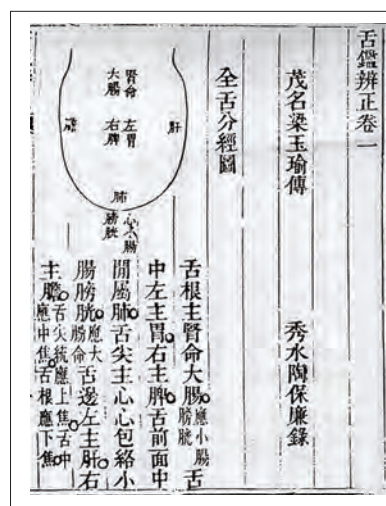 舌鑑辨正卷一
茂名梁玉瑜傳
秀水陶保廉錄
全舌分經圖
腎命
大腸
肝
左胃
右脾
膽
肺
心小腸
膀胱
舌根主腎命大腸應小腸膀胱舌
中左主胃右主脾。舌前面中
間屬肺。舌尖主心心包絡小
腸膀胱。應大腸命舌邊左主肝右
主膽。舌尖統應上焦。舌中應中焦。舌根應下焦。